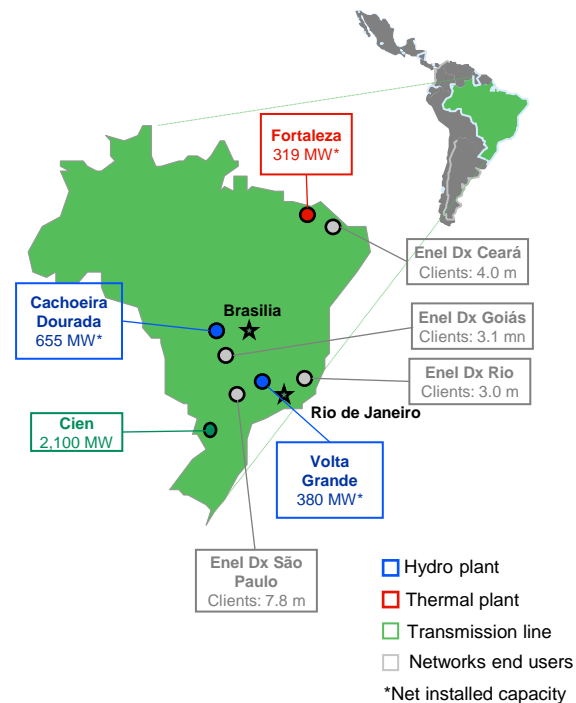 Fortaleza
319 MW*
Enel Dx Ceará
Clients: 4.0 m
Cachoeira
Dourada
655 MW*
Brasilia
Enel Dx Goiás
Clients: 3.1 mn
Enel Dx Rio
Clients: 3.0 m
Rio de Janeiro
Cien
2,100 MW
Volta
Grande
380 MW*
Enel Dx São
Paulo
Clients: 7.8 m
Hydro plant
Thermal plant
Transmission line
Networks end users
*Net installed capacity